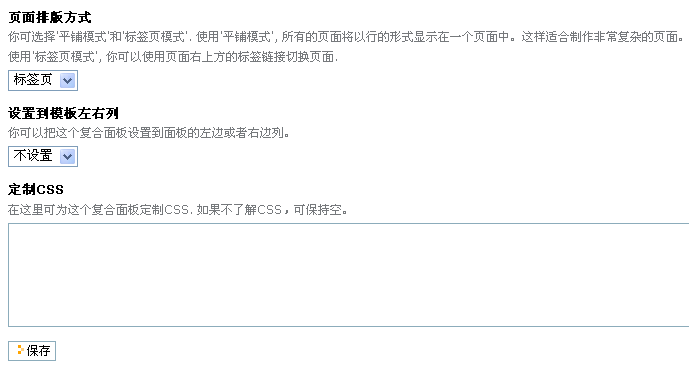 页面排版方式
你可选择'平铺模式'和'标签页模式'. 使用'平铺模式', 所有的页面将以行的形式显示在一个页面中。这样适合制作非常复杂的页面。
使用'标签页模式', 你可以使用页面右上方的标签链接切换页面.
标签页
设置到模板左右列
你可以把这个复合面板设置到面板的左边或者右边列。
不设置
定制CSS
在这里可为这个复合面板定制CSS. 如果不了解CSS，可保持空。
保存